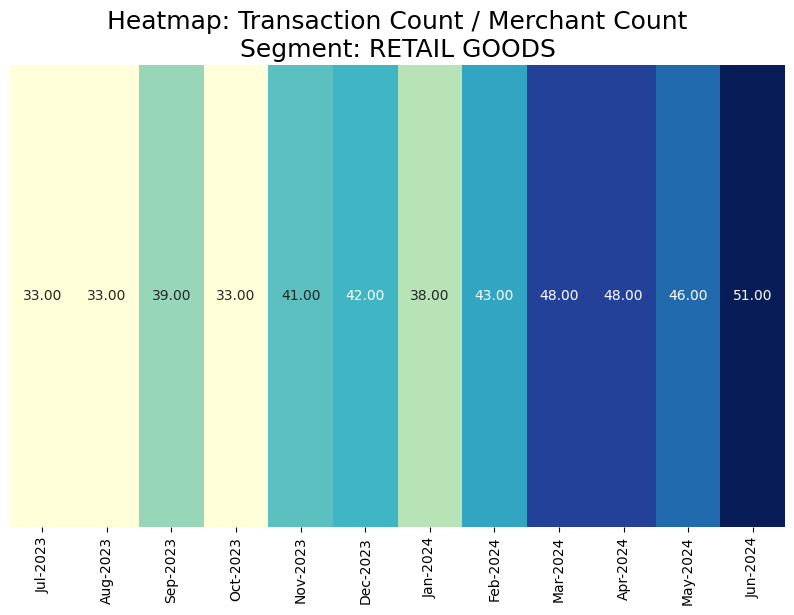 Heatmap: Transaction Count / Merchant Count
Segment: RETAIL GOODS
33.00 33.00 39.00 33.00 41.00 42.00 38.00 43.00 48.00 48.00 46.00 51.00
Jul-2023 Aug-2023 Sep-2023 Oct-2023 Nov-2023 Dec-2023 Jan-2024 Feb-2024 Mar-2024 Apr-2024 May-2024 Jun-2024